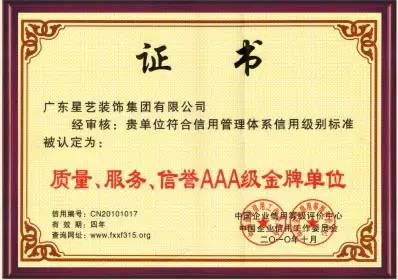 证 书
广东星艺装饰集团有限公司
经审核：贵单位符合信用管理体系信用级别标准
被认定为：
质量、服务、信誉AAA级金牌单位
信用编号：CN20101017
有 效 期：四年
查询网址：www.fxxf315.org
中国企业信用等级评价中心
中国企业信用工作委员会
二〇一〇年十月